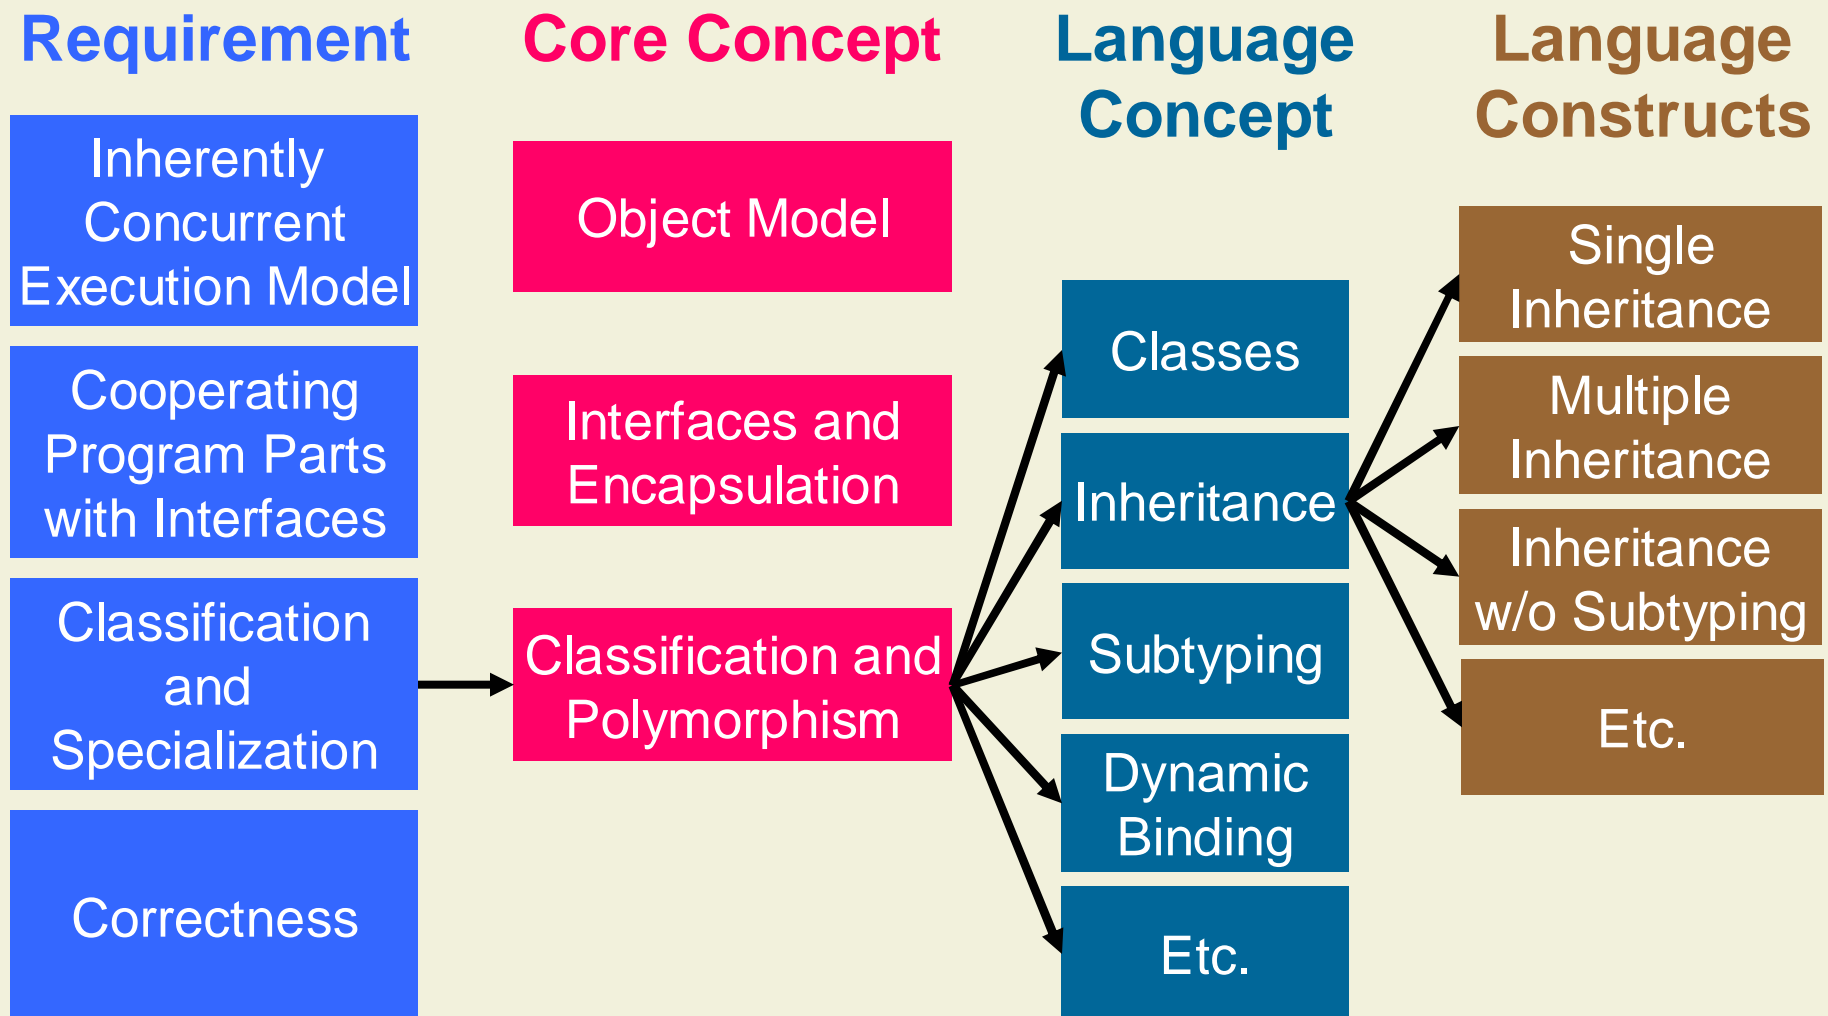 Requirement
Inherently
Concurrent
Execution Model
Cooperating
Program Parts
with Interfaces
Classification
and
Specialization
Correctness
Core Concept
Object Model
Interfaces and
Encapsulation
Classification and
Polymorphism
Language
Concept
Classes
Inheritance
Subtyping
Dynamic
Binding
Etc.
Language
Constructs
Single
Inheritance
Multiple
Inheritance
Inheritance
w/o Subtyping
Etc.